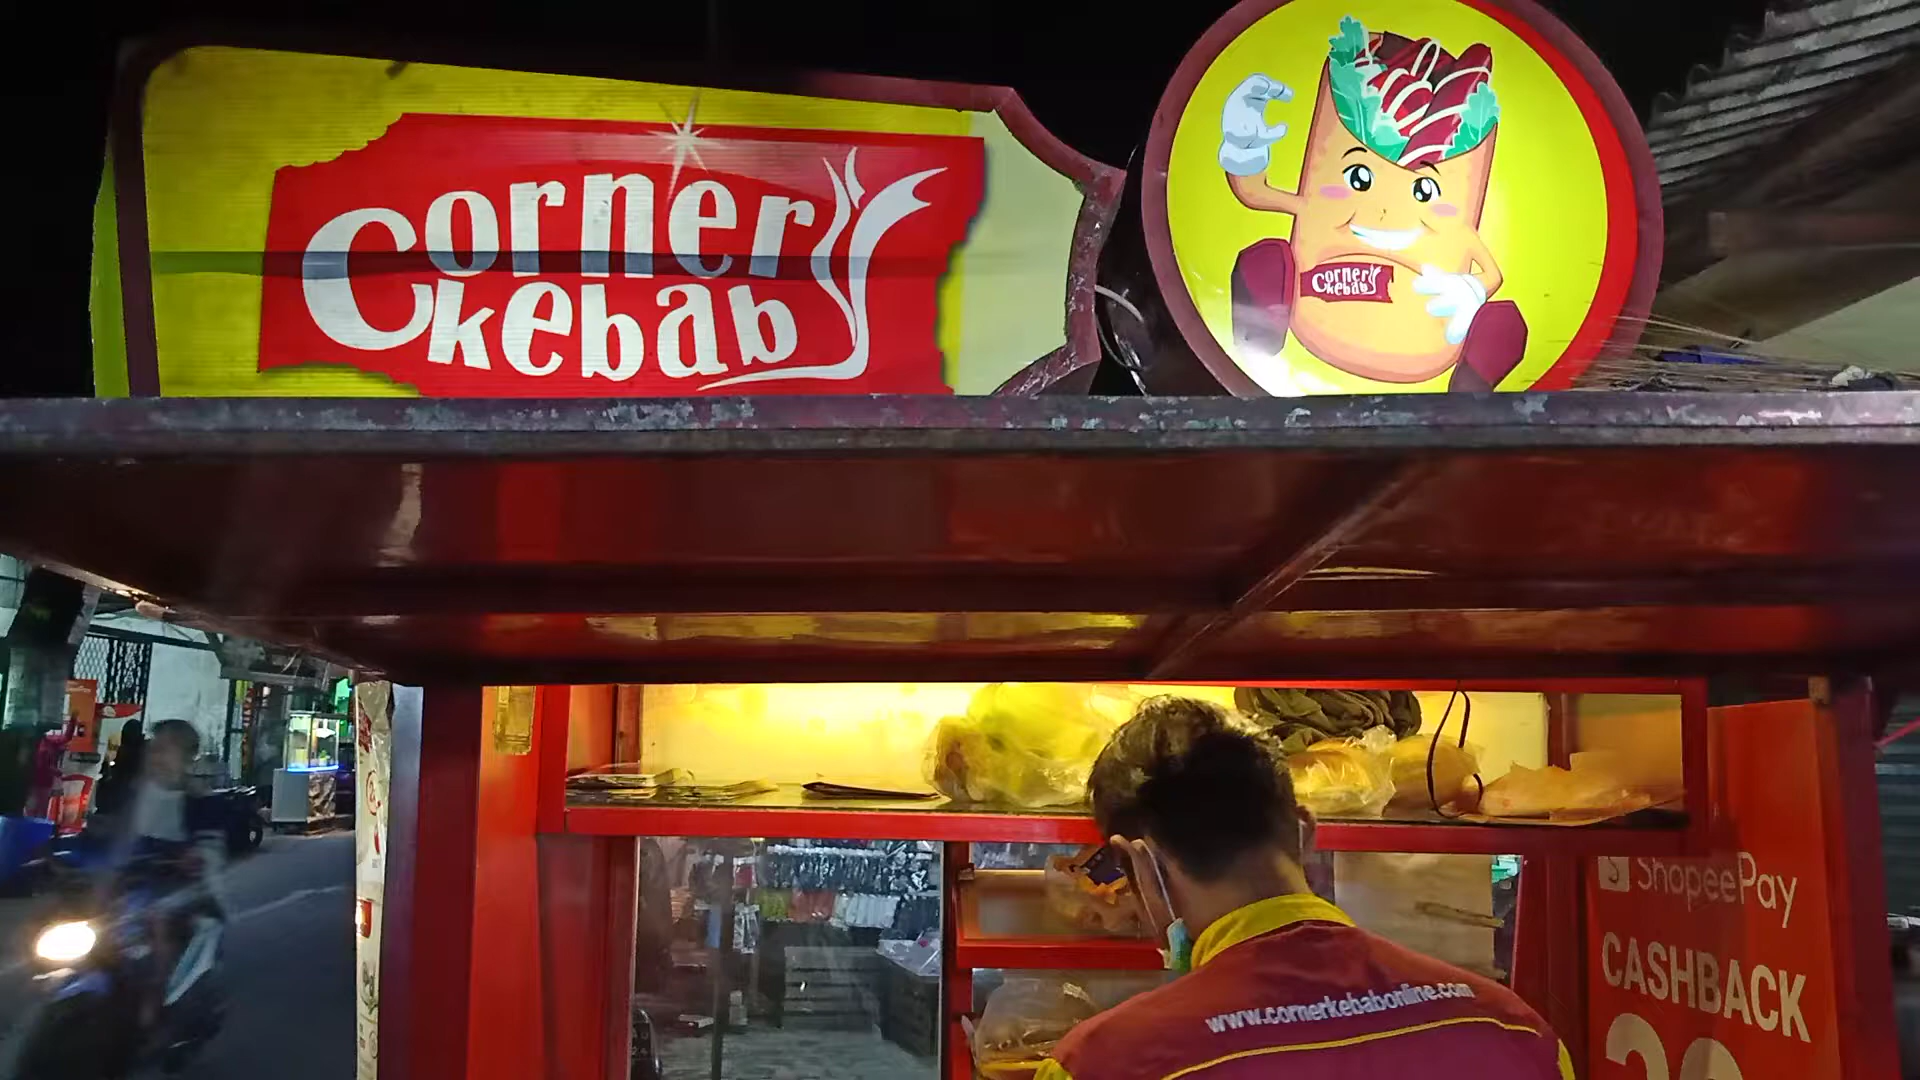 Corner
kebab
Corner
kebab
www.cornerkebabonline.com
ShopeePay
CASHBACK